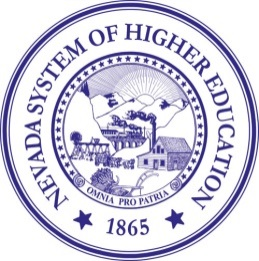 NEVADA SYSTEM OF HIGHER EDUCATION
OMNIA PRO PATRIA
1865